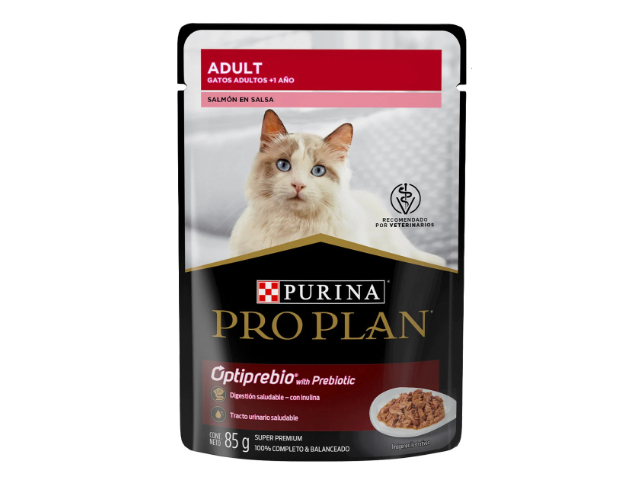 ADULT
GATOS ADULTOS +1 AÑO
SALMÓN EN SALSA
RECOMENDADO
POR VETERINARIOS
PURINA
PRO PLAN
Optiprebio® with Prebiotic
Digestión saludable – con inulina
Tracto urinario saludable
CONT
NETO
85 g
SUPER PREMIUM
100% COMPLETO & BALANCEADO